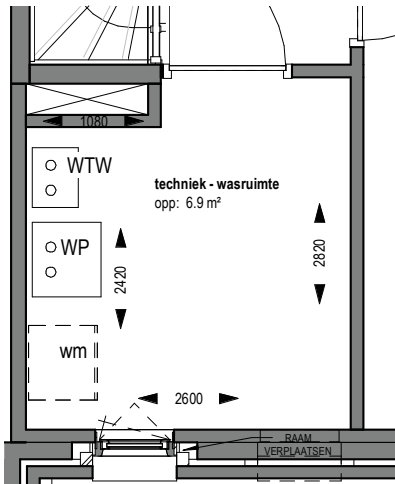 1080
WTW
techniek - wasruimte
opp: 6.9 m²
WP
2420
2820
wm
2600
RAAM
VERPLAATSEN